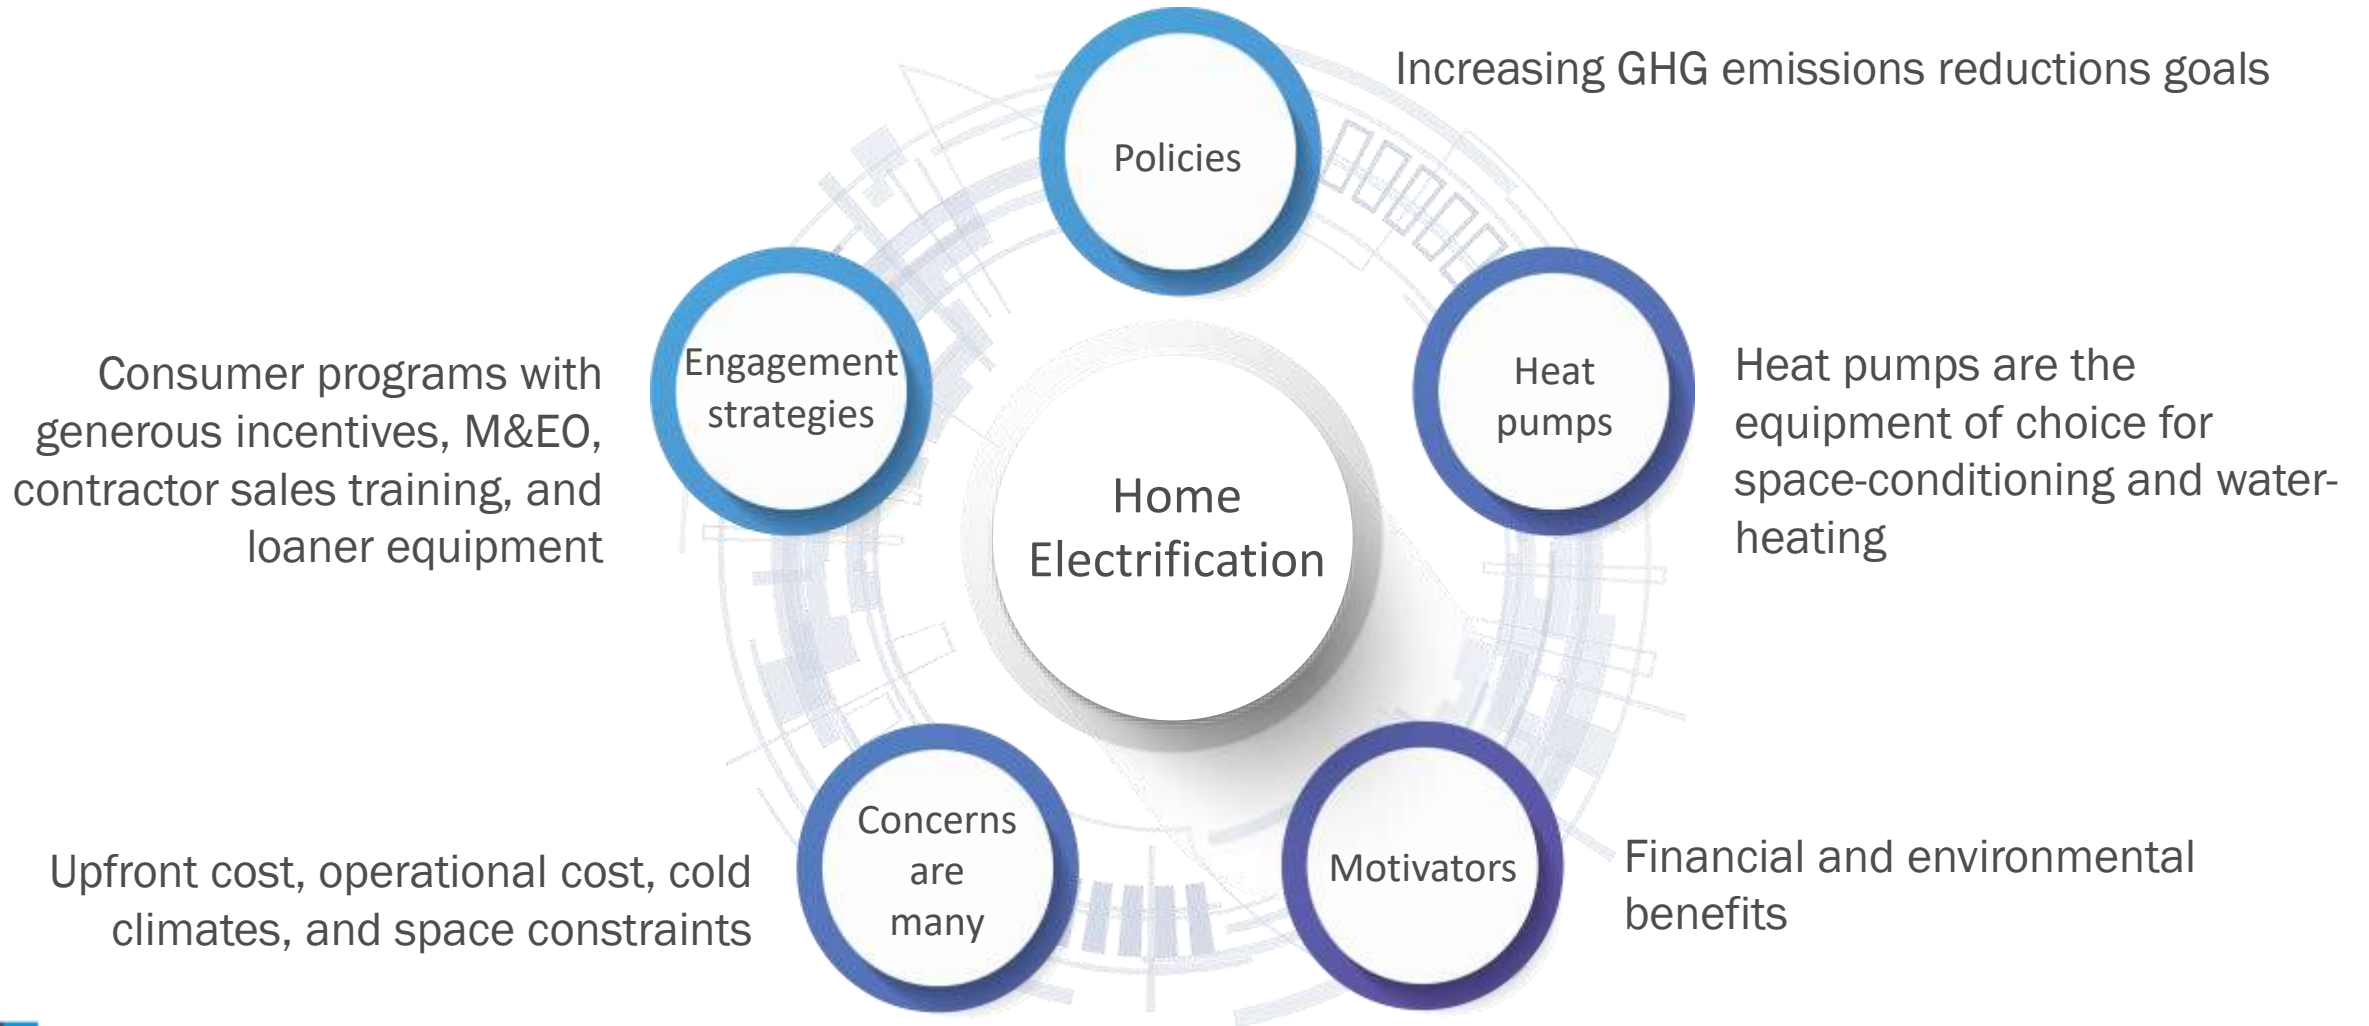 Policies
Increasing GHG emissions reductions goals
Heat
pumps
Heat pumps are the
equipment of choice for
space-conditioning and water-
heating
Motivators
Financial and environmental
benefits
Concerns
are
many
Upfront cost, operational cost, cold
climates, and space constraints
Engagement
strategies
Consumer programs with
generous incentives, M&EO,
contractor sales training, and
loaner equipment
Home
Electrification